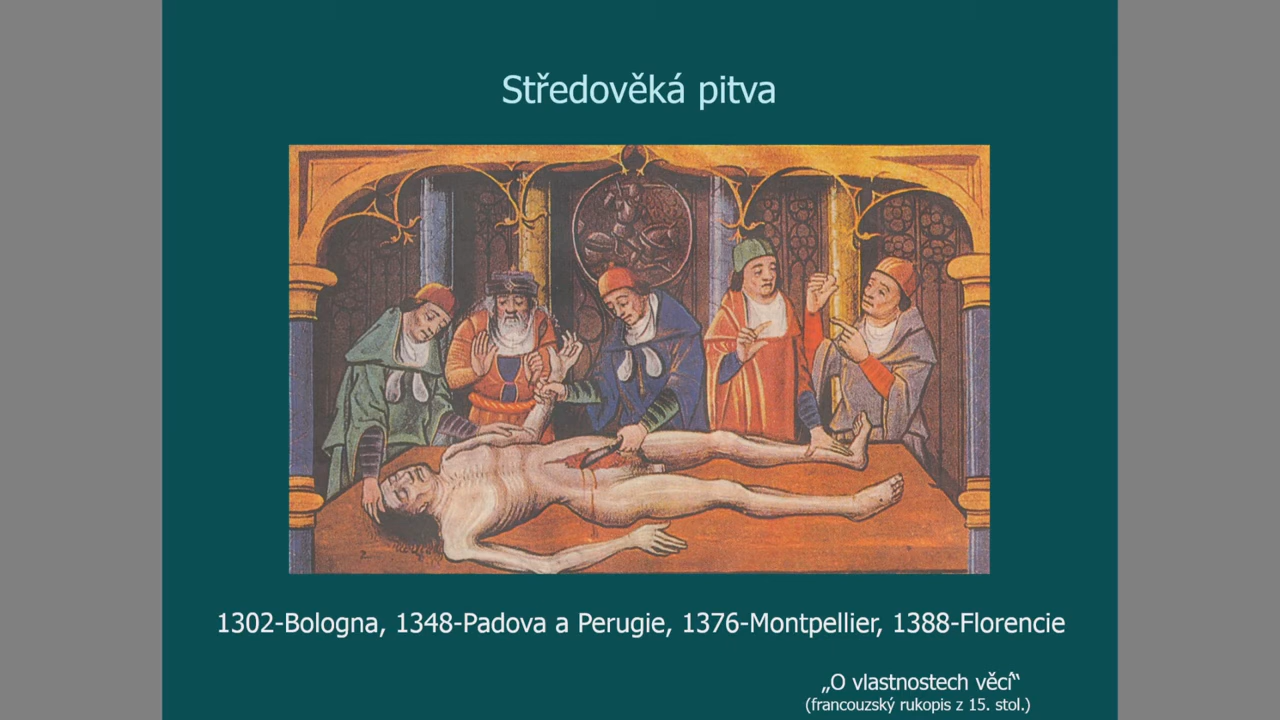 Středověká pitva
1302-Bologna, 1348-Padova a Perugie, 1376-Montpellier, 1388-Florencie
„O vlastnostech věcí“
(francouzský rukopis z 15. stol.)